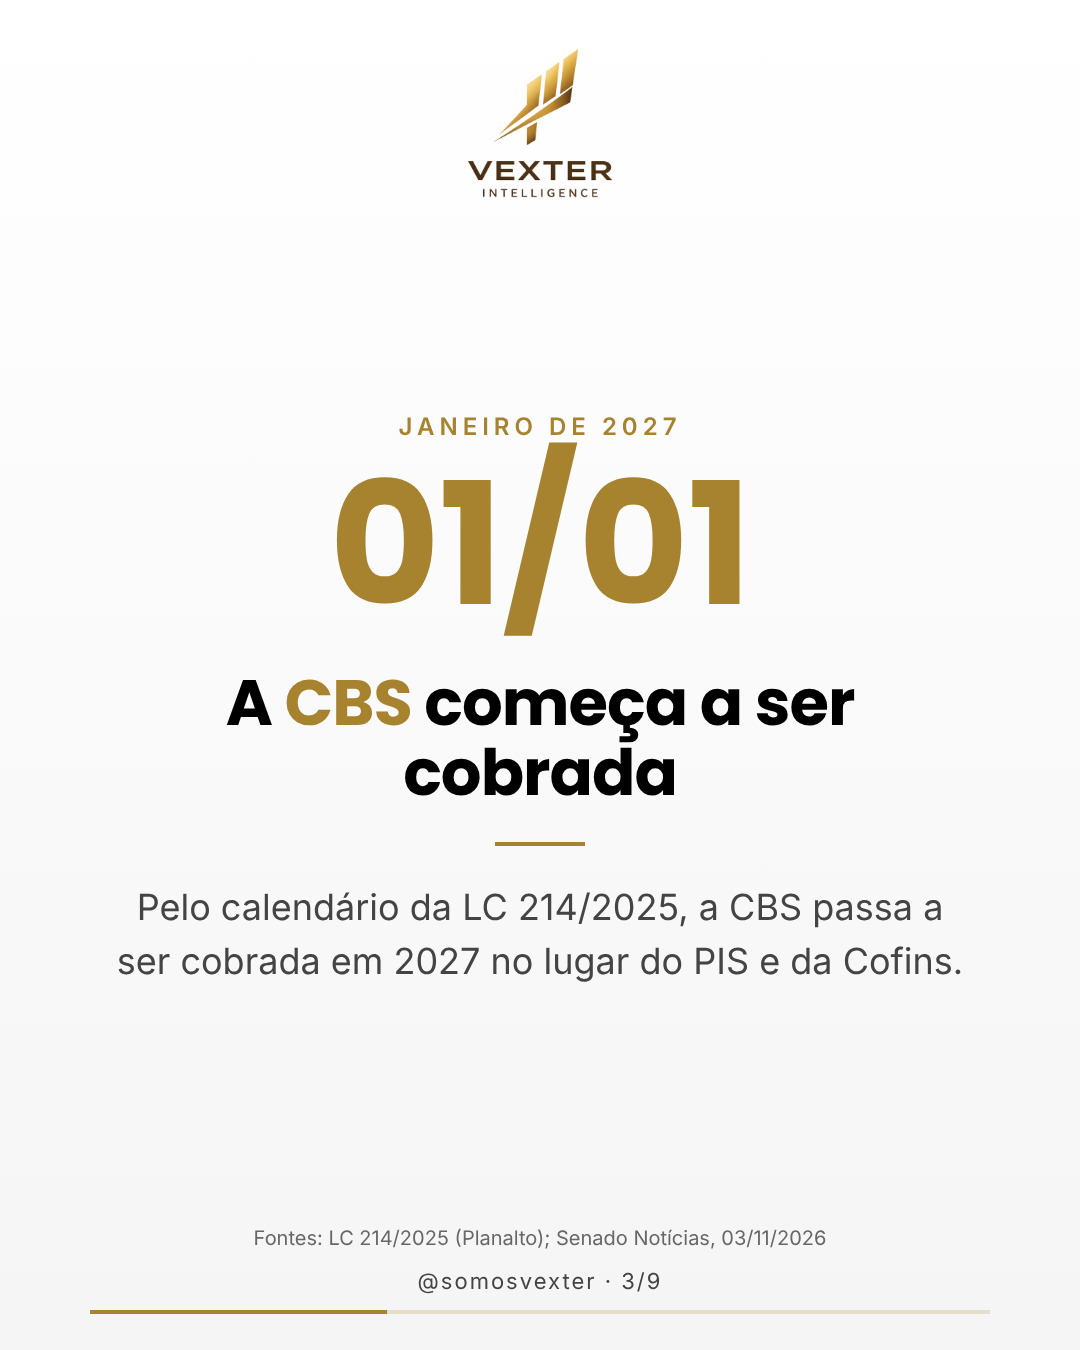 VEXTER
INTELLIGENCE
JANEIRO DE 2027
01/01
A CBS começa a ser
cobrada
Pelo calendário da LC 214/2025, a CBS passa a
ser cobrada em 2027 no lugar do PIS e da Cofins.
Fontes: LC 214/2025 (Planalto); Senado Notícias, 03/11/2026
@somosvexter · 3/9